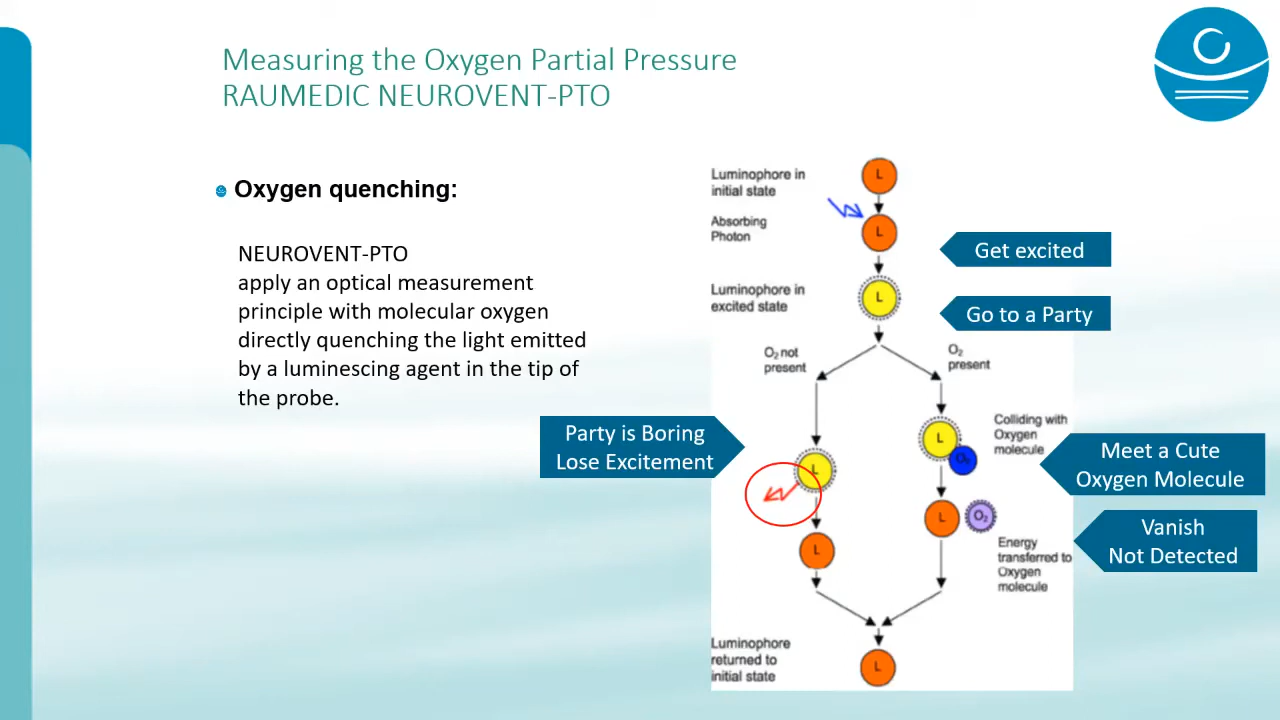 Measuring the Oxygen Partial Pressure
RAUMEDIC NEUROVENT-PTO
Oxygen quenching:
NEUROVENT-PTO
apply an optical measurement
principle with molecular oxygen
directly quenching the light emitted
by a luminescing agent in the tip of
the probe.
Luminophore in
initial state
L
Absorbing
Photon
L
Get excited
Luminophore in
excited state
L
Go to a Party
O₂ not
present
O₂
present
Party is Boring
Lose Excitement
L
L
O₂
Colliding with
Oxygen
molecule
Meet a Cute
Oxygen Molecule
L
L
O₂
Energy
transferred to
Oxygen
molecule
Vanish
Not Detected
Luminophore
returned to
initial state
L